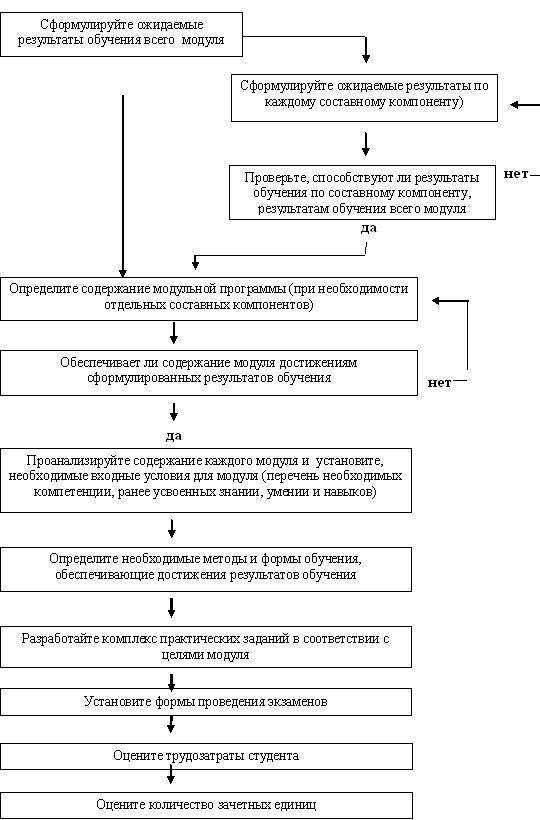 Сформулируйте ожидаемые
результаты обучения всего модуля
Сформулируйте ожидаемые результаты по
каждому составному компоненту)
Проверьте, способствуют ли результаты
обучения по составному компоненту,
результатам обучения всего модуля
нет
да
Определите содержание модульной программы (при необходимости
отдельных составных компонентов)
Обеспечивает ли содержание модуля достижениям
сформулированных результатов обучения
нет
да
Проанализируйте содержание каждого модуля и установите,
необходимые входные условия для модуля (перечень необходимых
компетенции, ранее усвоенных знании, умении и навыков)
Определите необходимые методы и формы обучения,
обеспечивающие достижения результатов обучения
Разработайте комплекс практических заданий в соответствии с
целями модуля
Установите формы проведения экзаменов
Оцените трудозатраты студента
Оцените количество зачетных единиц